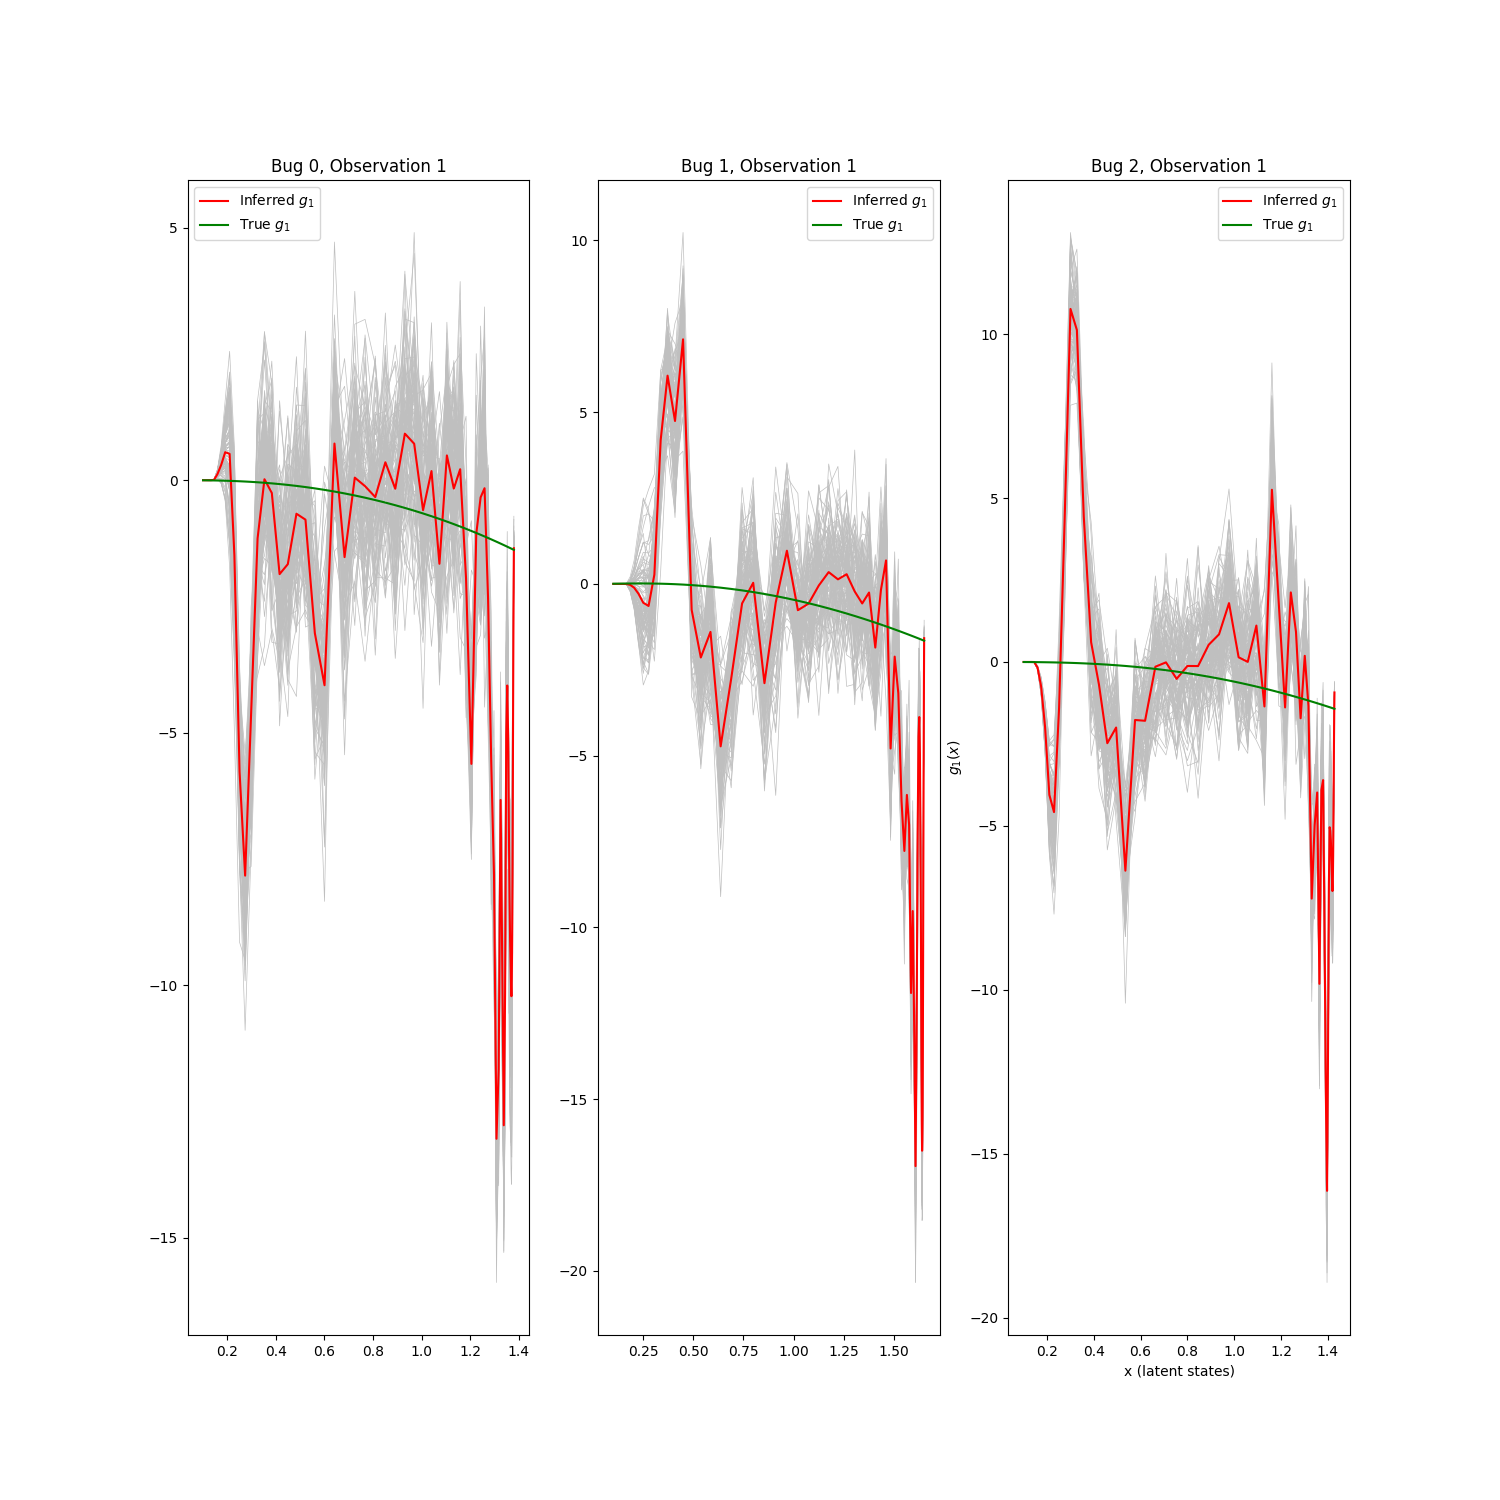 Bug 0, Observation 1
Inferred g₁
True g₁
5
0
−5
−10
−15
0.2 0.4 0.6 0.8 1.0 1.2 1.4
Bug 1, Observation 1
Inferred g₁
True g₁
10
5
0
−5
−10
−15
−20
0.25 0.50 0.75 1.00 1.25 1.50
Bug 2, Observation 1
Inferred g₁
True g₁
g₁(x)
10
5
0
−5
−10
−15
−20
0.2 0.4 0.6 0.8 1.0 1.2 1.4
x (latent states)